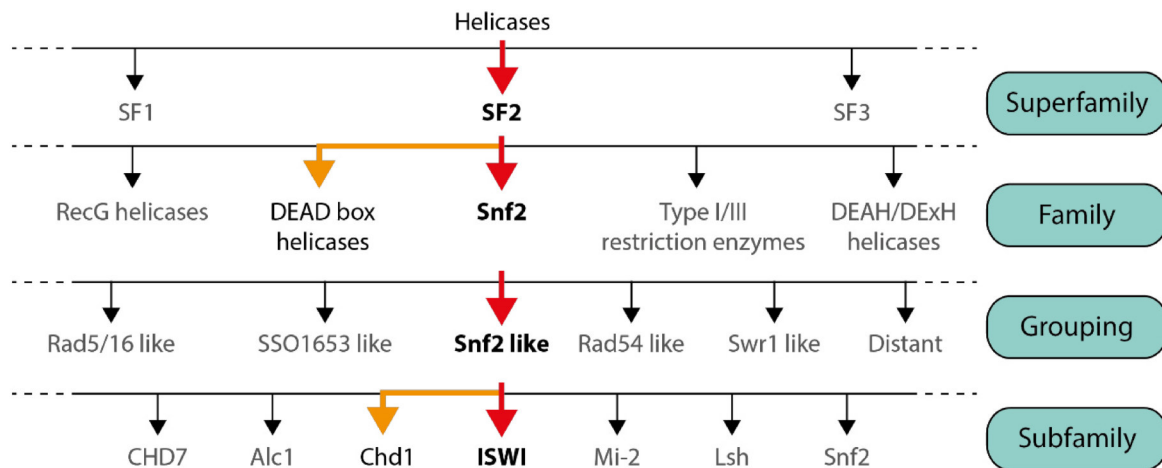 Helicases
SF1
SF2
SF3
Superfamily
RecG helicases
DEAD box
helicases
Snf2
Type I/III
restriction enzymes
DEAH/DExH
helicases
Family
Rad5/16 like
SSO1653 like
Snf2 like
Rad54 like
Swr1 like
Distant
Grouping
CHD7
Alc1
Chd1
ISWI
Mi-2
Lsh
Snf2
Subfamily